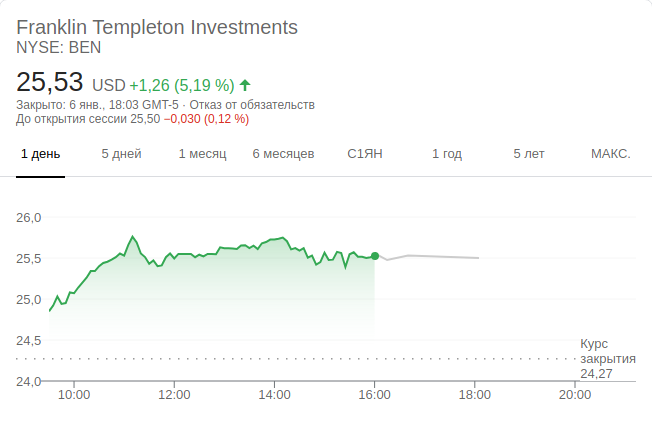 Franklin Templeton Investments
NYSE: BEN
25,53 USD +1,26 (5,19 %)
Закрыто: 6 янв., 18:03 GMT-5 · Отказ от обязательств
До открытия сессии 25,50 −0,030 (0,12 %)
1 день 5 дней 1 месяц 6 месяцев С1ЯН 1 год 5 лет МАКС.
26,0
25,5
25,0
24,5
24,0
Курс
закрытия
24,27
10:00 12:00 14:00 16:00 18:00 20:00